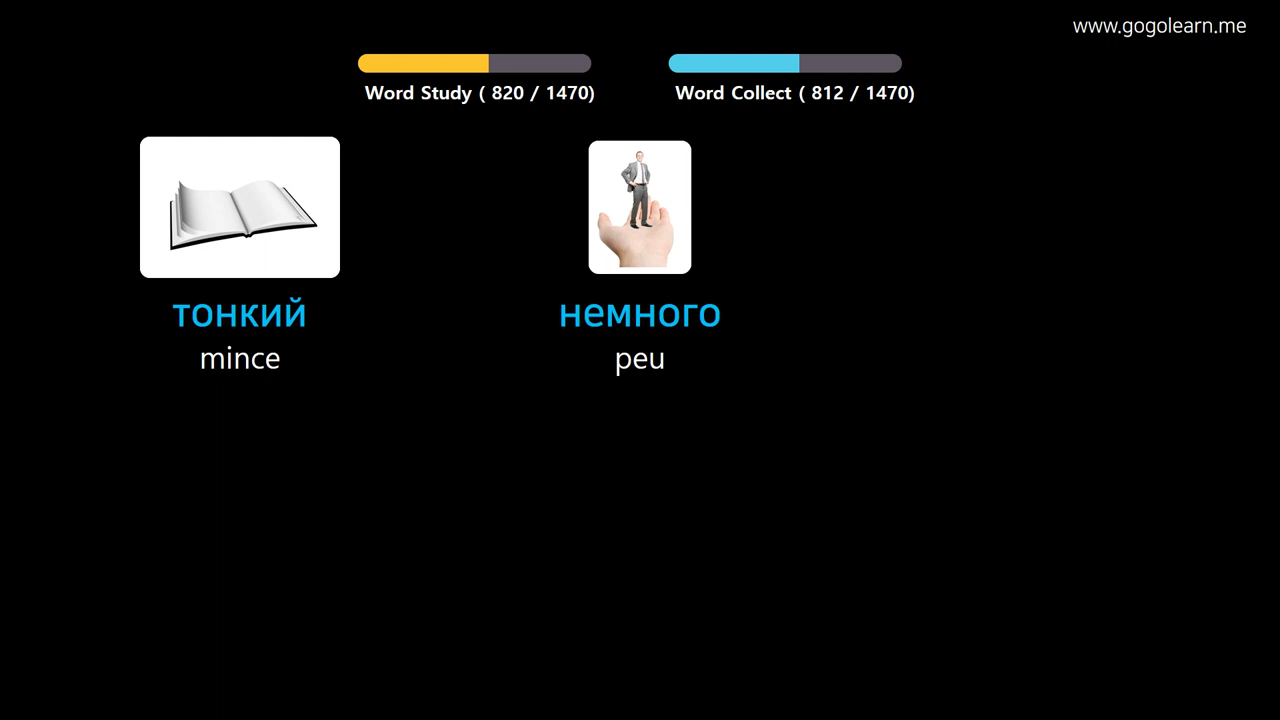 www.gogolearn.me
Word Study ( 820 / 1470)
Word Collect ( 812 / 1470)
тонкий
mince
немного
peu